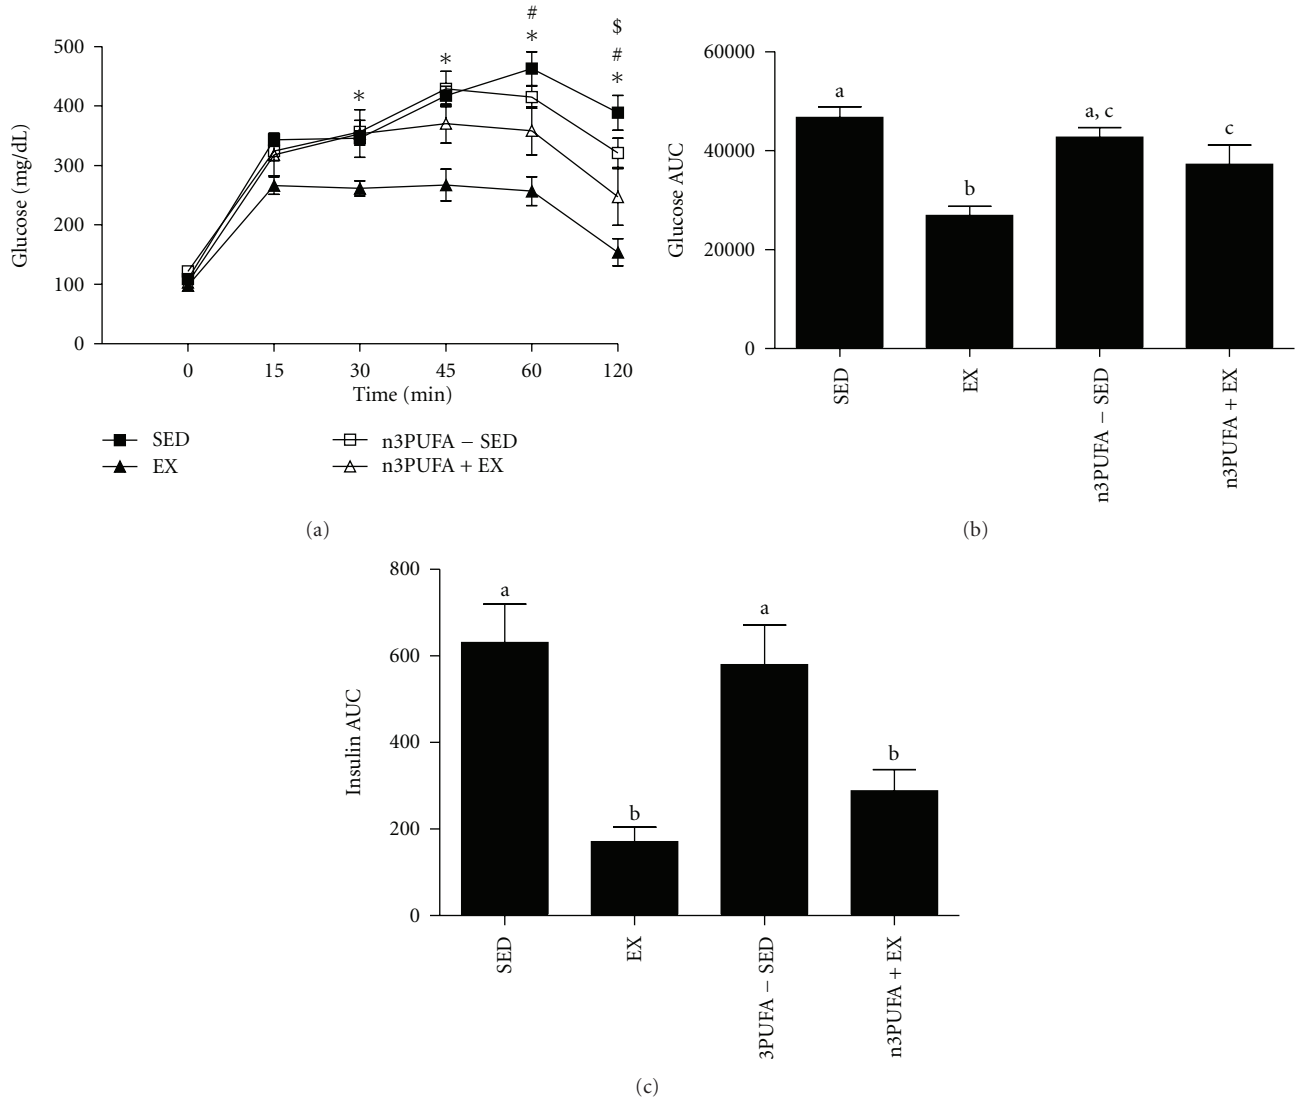 #
$
*
#
*
*
*
500
400
300
200
100
0
Glucose (mg/dL)
0 15 30 45 60 120
Time (min)
SED
n3PUFA − SED
EX
n3PUFA + EX
(a)
60000
40000
20000
0
Glucose AUC
a
b
a, c
c
SED
EX
n3PUFA − SED
n3PUFA + EX
(b)
800
600
400
200
0
Insulin AUC
a
b
a
b
SED
EX
3PUFA − SED
n3PUFA + EX
(c)